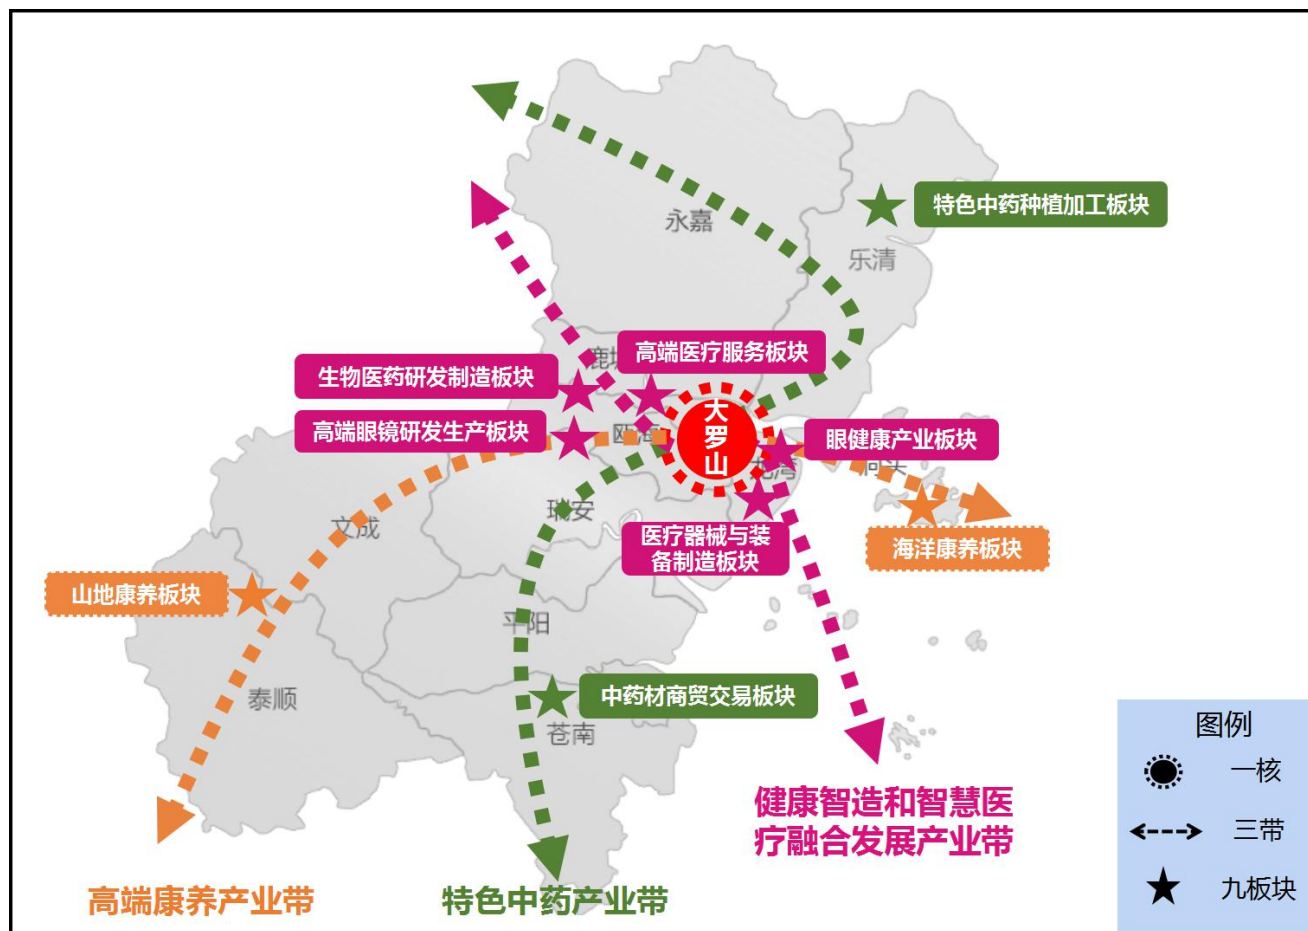 永嘉
特色中药种植加工板块
乐清
高端医疗服务板块
生物医药研发制造板块
高端眼镜研发生产板块
大
罗
山
眼健康产业板块
瑞安
文成
医疗器械与装
备制造板块
海洋康养板块
山地康养板块
平阳
泰顺
中药材商贸交易板块
苍南
健康智造和智慧医
疗融合发展产业带
高端康养产业带
特色中药产业带
图例
一核
三带
九板块